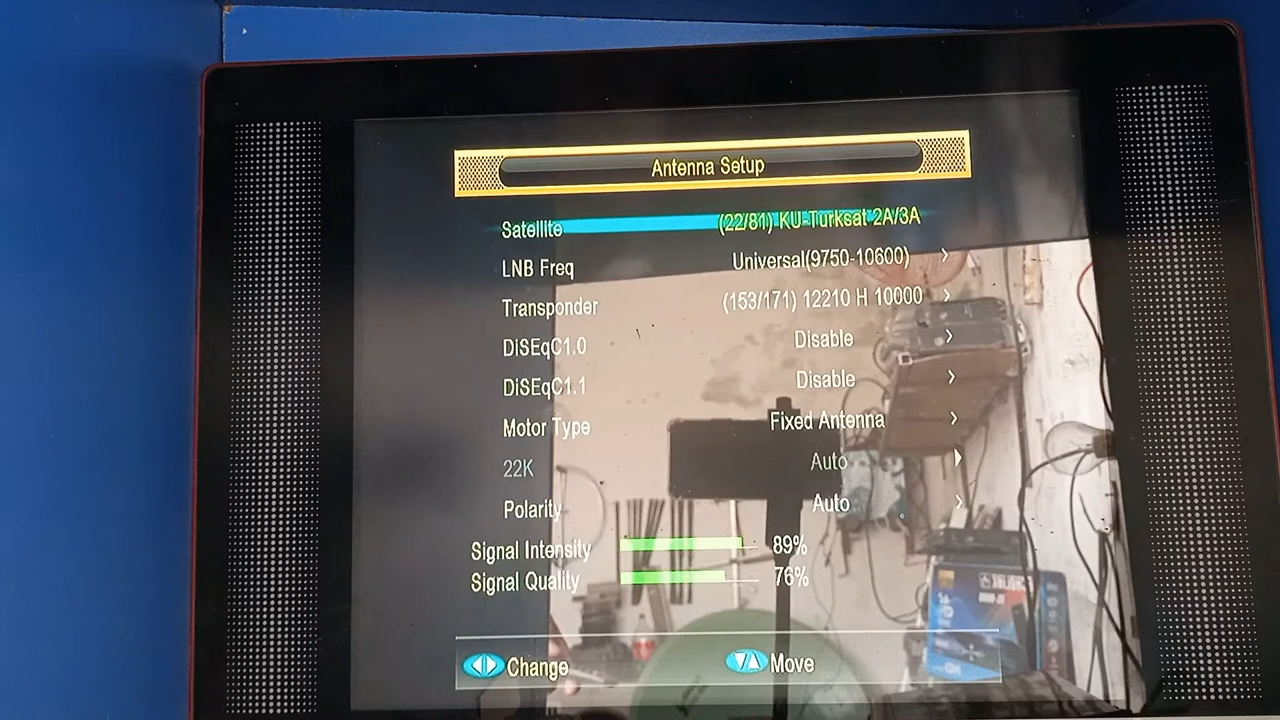 Antenna Setup
Satellite (22/81) KU-Turksat 2A/3A
LNB Freq Universal(9750-10600)
Transponder (153/171) 12210 H 10000
DiSEqC1.0 Disable
DiSEqC1.1 Disable
Motor Type Fixed Antenna
22K Auto
Polarity Auto
Signal Intensity 89%
Signal Quality 76%
Change Move